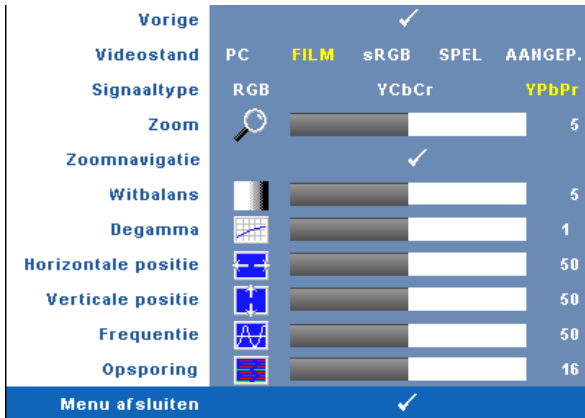 Vorige
Videostand PC FILM sRGB SPEL AANGEP.
Signaaltype RGB YCbCr YPbPr
Zoom 5
Zoomnavigatie
Witbalans 5
Degamma 1
Horizontale positie 50
Verticale positie 50
Frequentie 50
Opsporing 16
Menu afsluiten